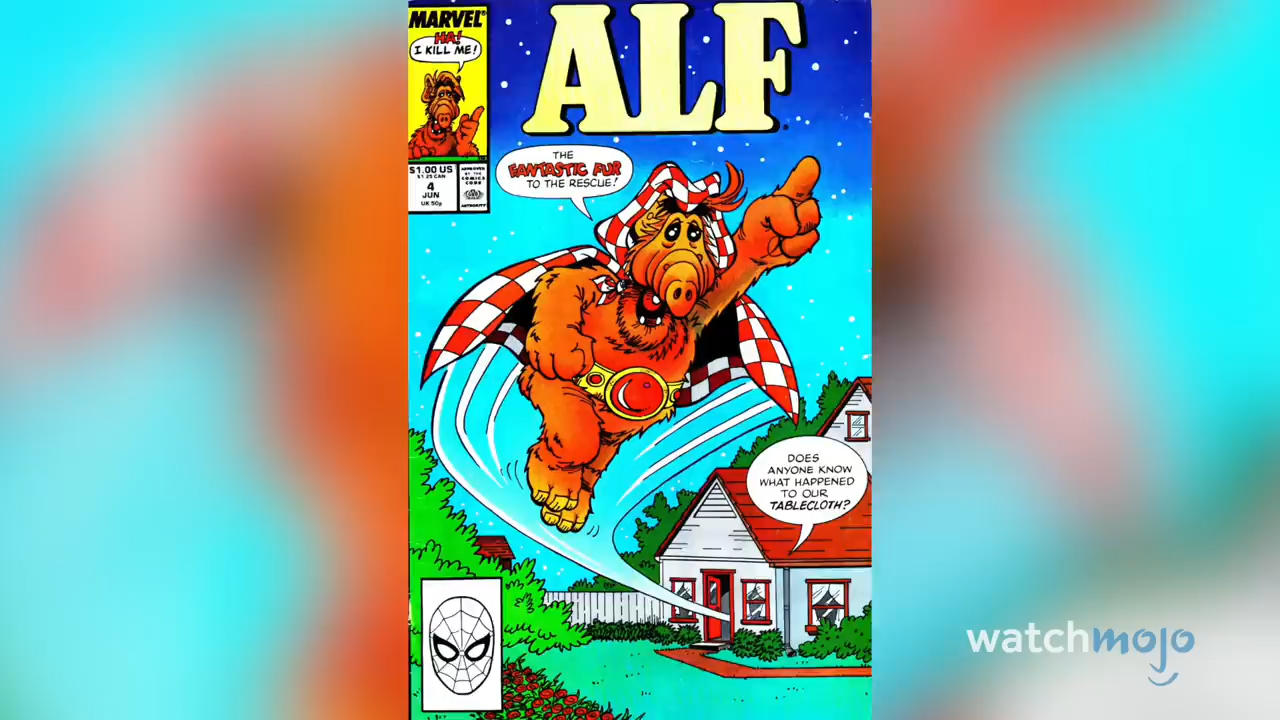 MARVEL
HA!
I KILL ME!
$1.00 US
$1.25 CAN
4
JUN
UK 50p
APPROVED
BY THE
COMICS
CODE
AUTHORITY
ALF
THE
FANTASTIC FUR
TO THE RESCUE!
DOES
ANYONE KNOW
WHAT HAPPENED
TO OUR
TABLECLOTH?
watchmojo